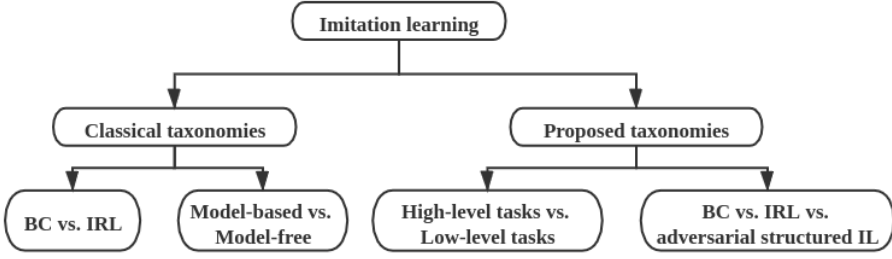 Imitation learning
Classical taxonomies
Proposed taxonomies
BC vs. IRL
Model-based vs.
Model-free
High-level tasks vs.
Low-level tasks
BC vs. IRL vs.
adversarial structured IL